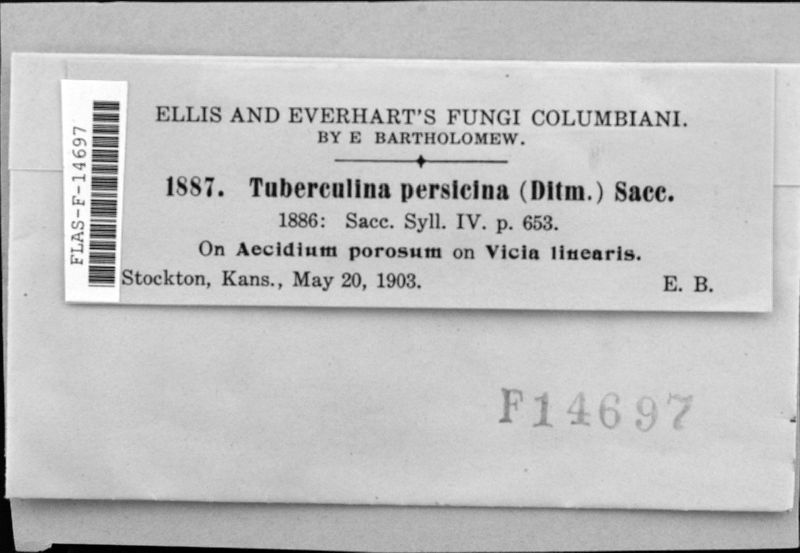 ELLIS AND EVERHART'S FUNGI COLUMBIANI.
BY E BARTHOLOMEW.
1887. Tuberculina persicina (Ditm.) Sacc.
1886: Sacc. Syll. IV. p. 653.
On Aecidium porosum on Vicia linearis.
Stockton, Kans., May 20, 1903. E. B.
FLAS-F-14697
F14697